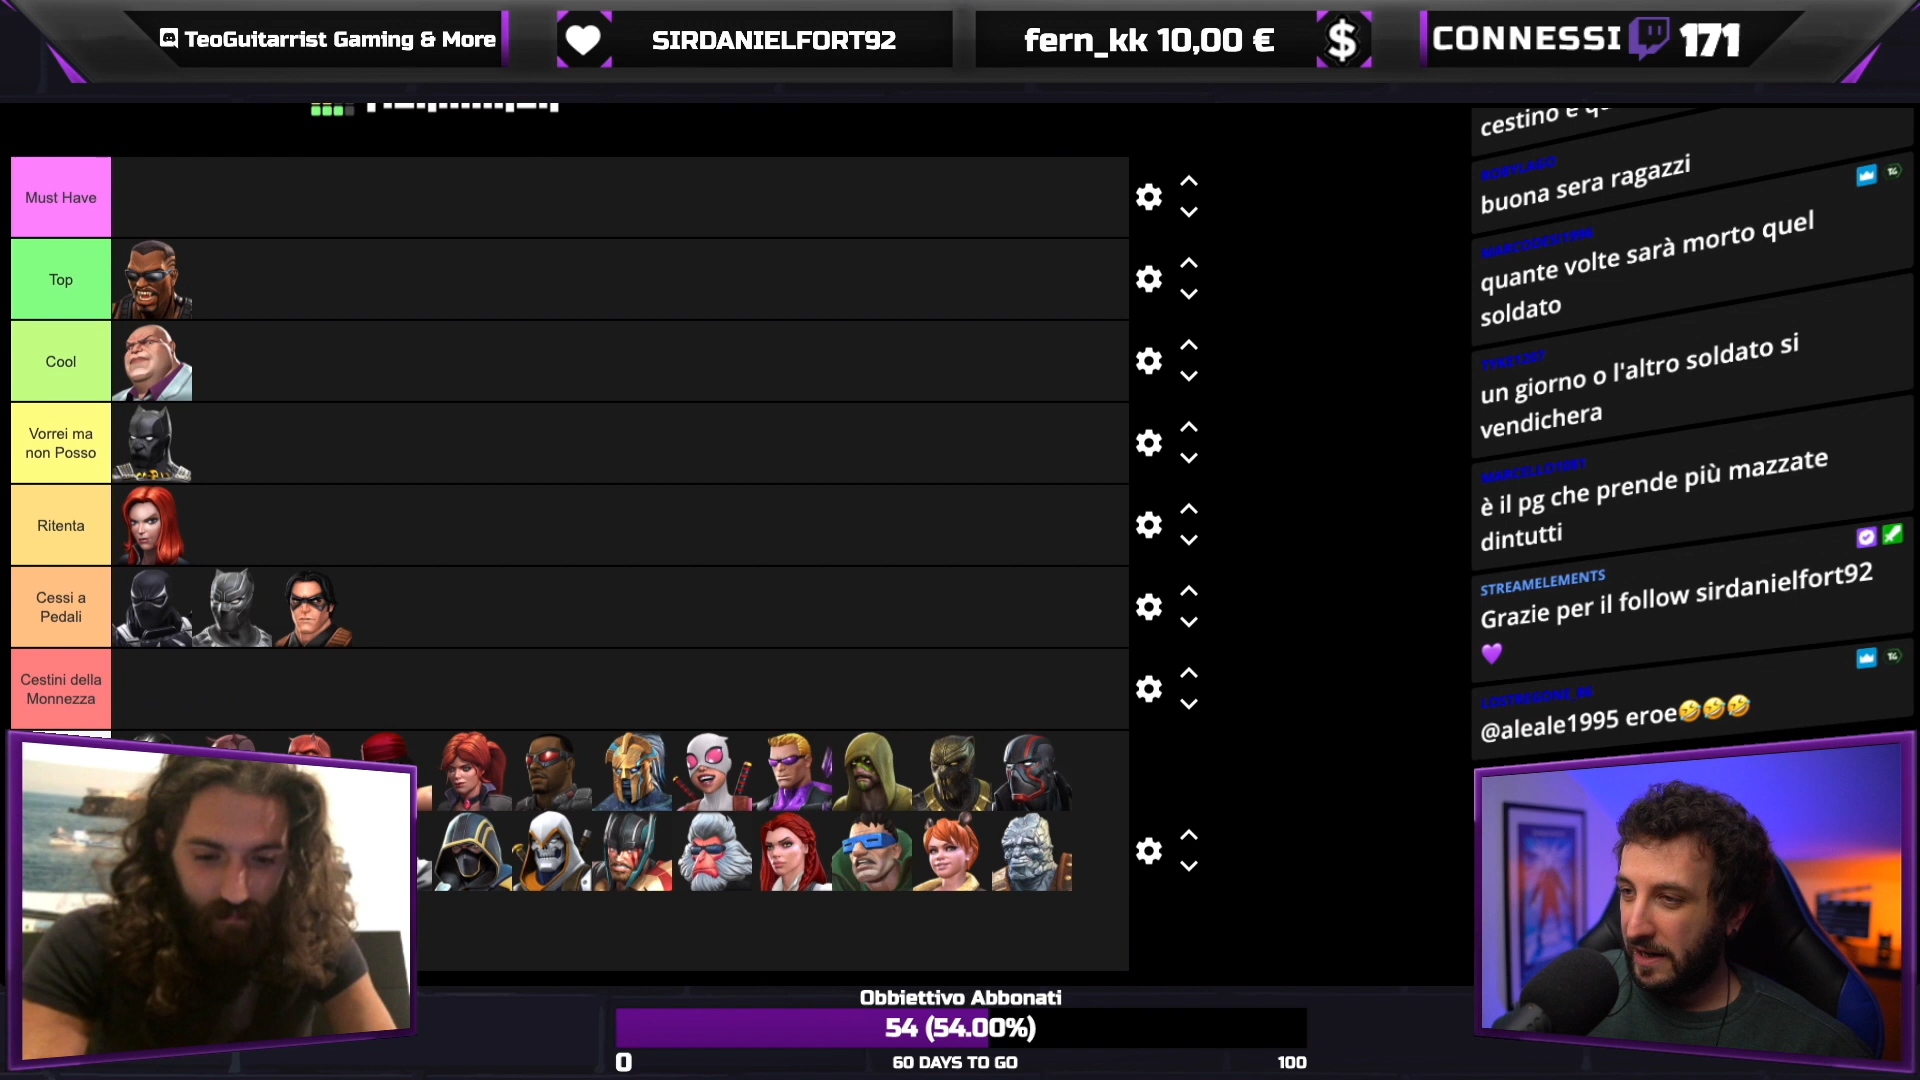 TeoGuitarrist Gaming & More
SIRDANIELFORT92
fern_kk 10,00 €
$
CONNESSI 171
Must Have
Top
Cool
Vorrei ma
non Posso
Ritenta
Cessi a
Pedali
Cestini della
Monnezza
cestino e
buona sera ragazzi
quante volte sarà morto quel
soldato
TYKE1207
un giorno o l'altro soldato si
vendichera
MARCELLO1981
è il pg che prende più mazzate
dintutti
STREAMELEMENTS
Grazie per il follow sirdanielfort92
@aleale1995 eroe🤣🤣🤣
Obbiettivo Abbonati
54 (54.00%)
0
60 DAYS TO GO
100